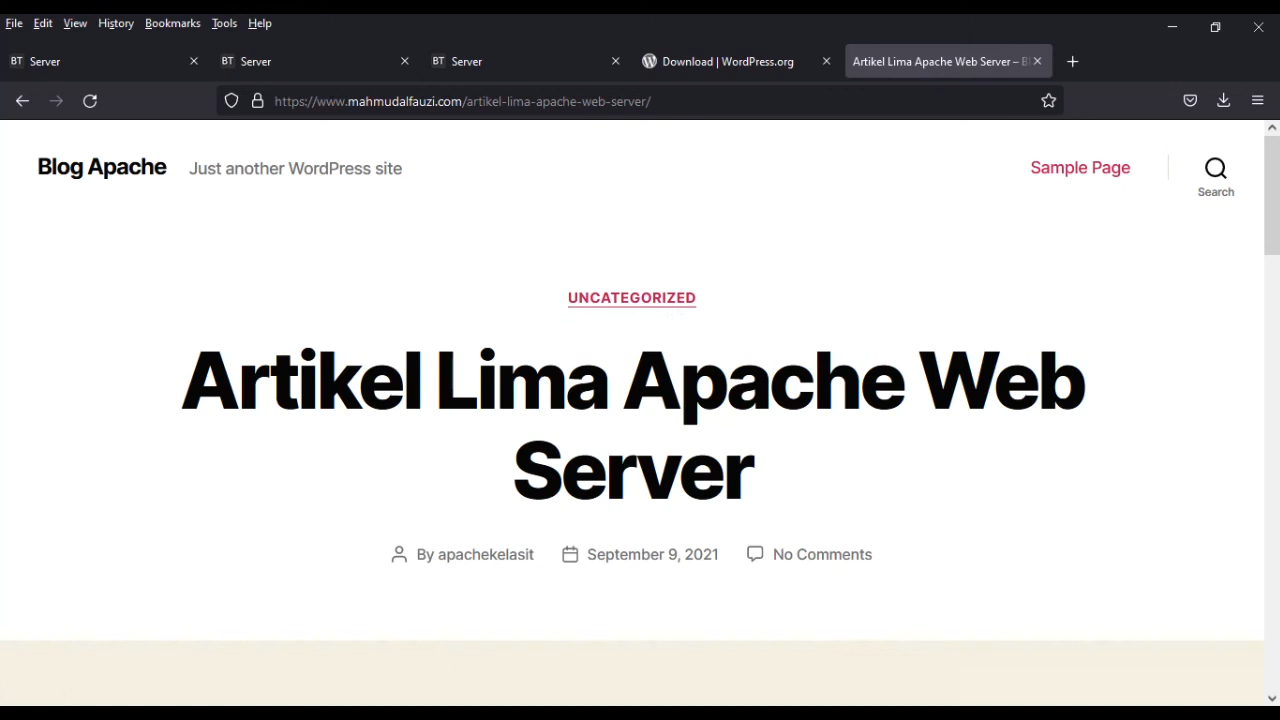 File Edit View History Bookmarks Tools Help
BT Server BT Server BT Server Download | WordPress.org Artikel Lima Apache Web Server –
https://www.mahmudalfauzi.com/artikel-lima-apache-web-server/
Blog Apache Just another WordPress site Sample Page
Search
UNCATEGORIZED
Artikel Lima Apache Web
Server
By apachekelasit September 9, 2021 No Comments